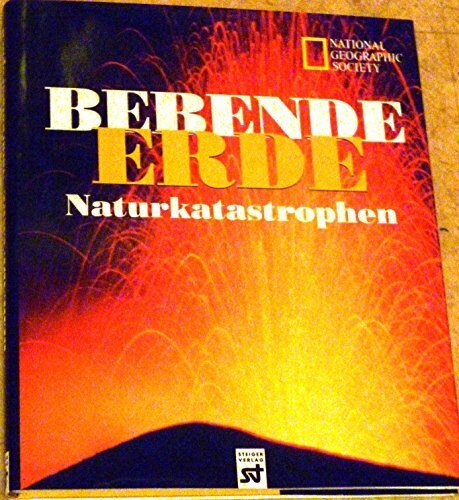 NATIONAL
GEOGRAPHIC
SOCIETY
BEBENDE
ERDE
Naturkatastrophen
STEIGER
VERLAG
st